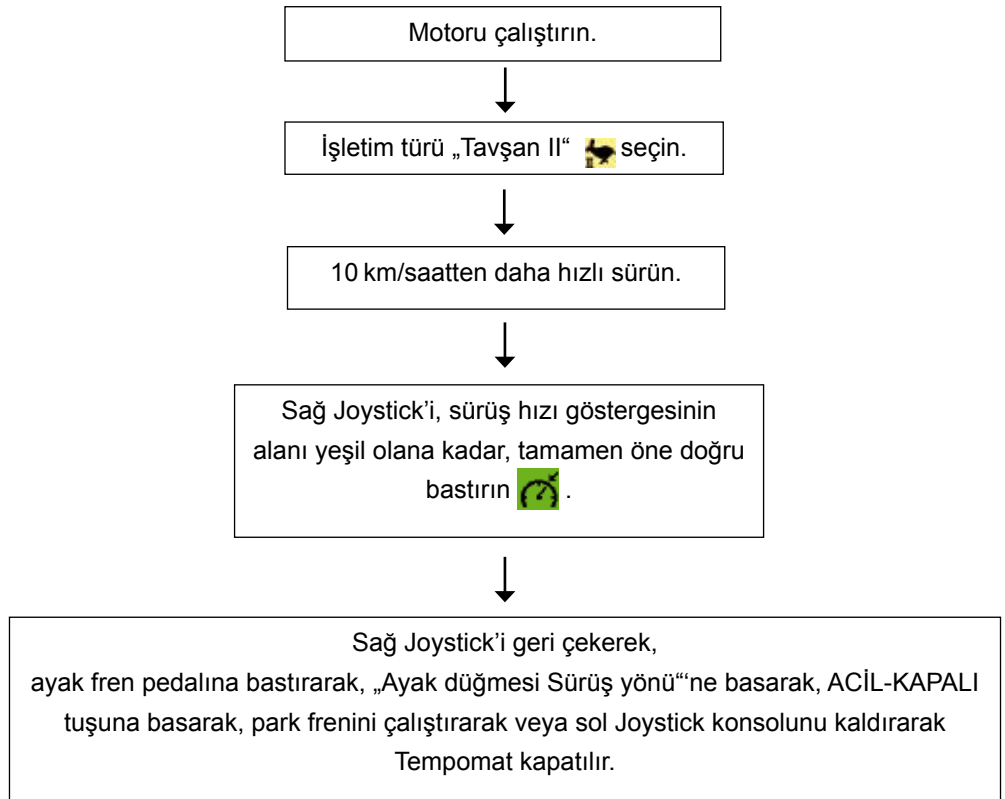 Motoru çalıştırın.
İşletim türü „Tavşan II“ seçin.
10 km/saatten daha hızlı sürün.
Sağ Joystick’i, sürüş hızı göstergesinin
alanı yeşil olana kadar, tamamen öne doğru
bastırın .
Sağ Joystick’i geri çekerek,
ayak fren pedalına bastırarak, „Ayak düğmesi Sürüş yönü“‘ne basarak, ACİL-KAPALI
tuşuna basarak, park frenini çalıştırarak veya sol Joystick konsolunu kaldırarak
Tempomat kapatılır.